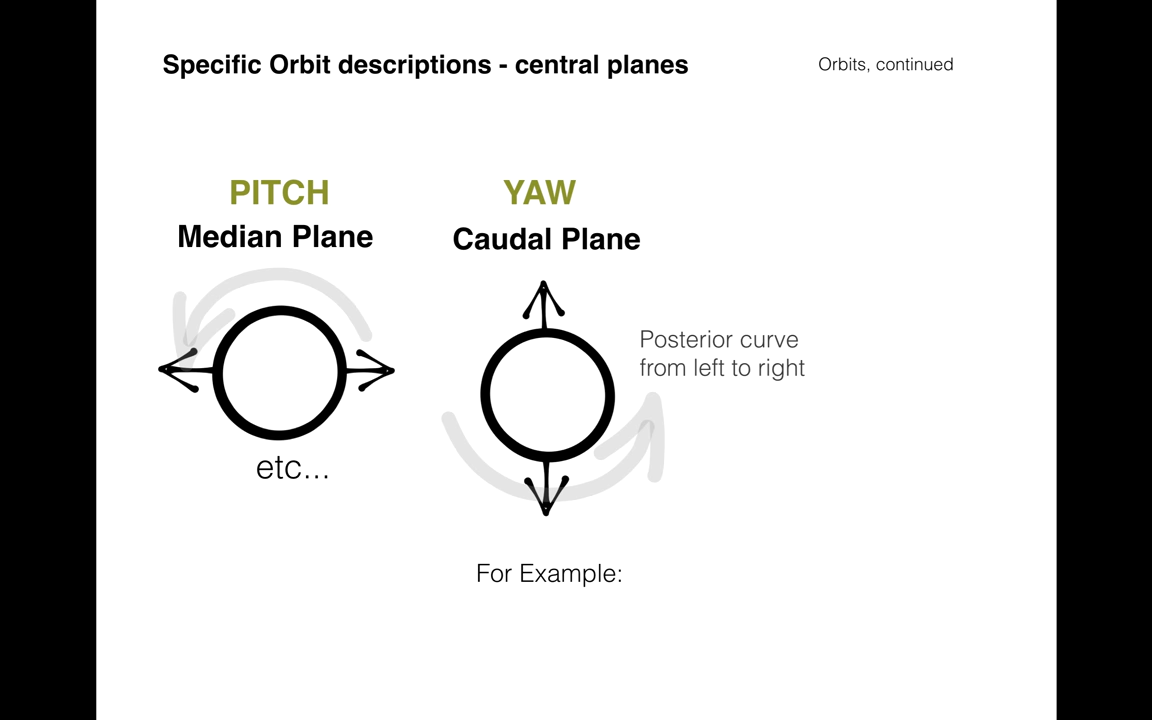 Specific Orbit descriptions - central planes
Orbits, continued
PITCH
Median Plane
YAW
Caudal Plane
Posterior curve
from left to right
etc...
For Example: